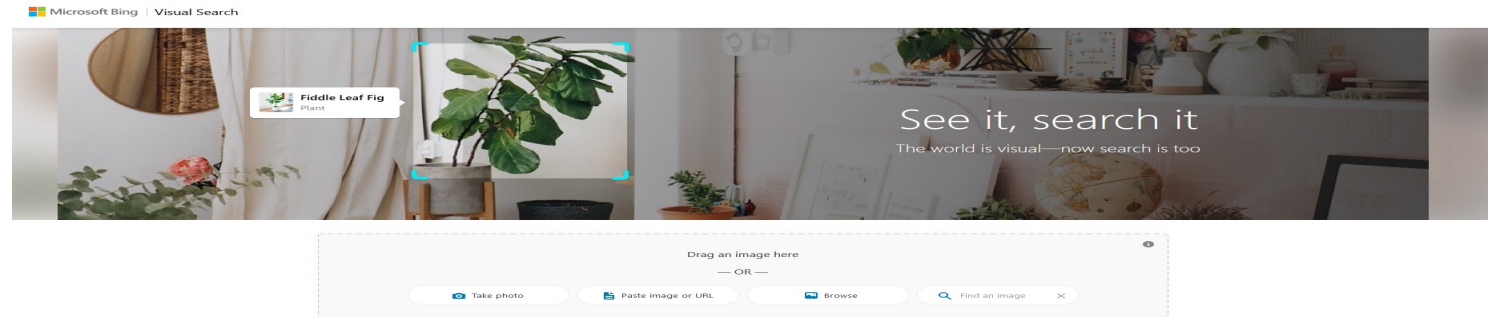 Microsoft Bing | Visual Search
Fiddle Leaf Fig
Plant
See it, search it
The world is visual—now search is too
Drag an image here
— OR —
Take photo
Paste image or URL
Browse
Find an image